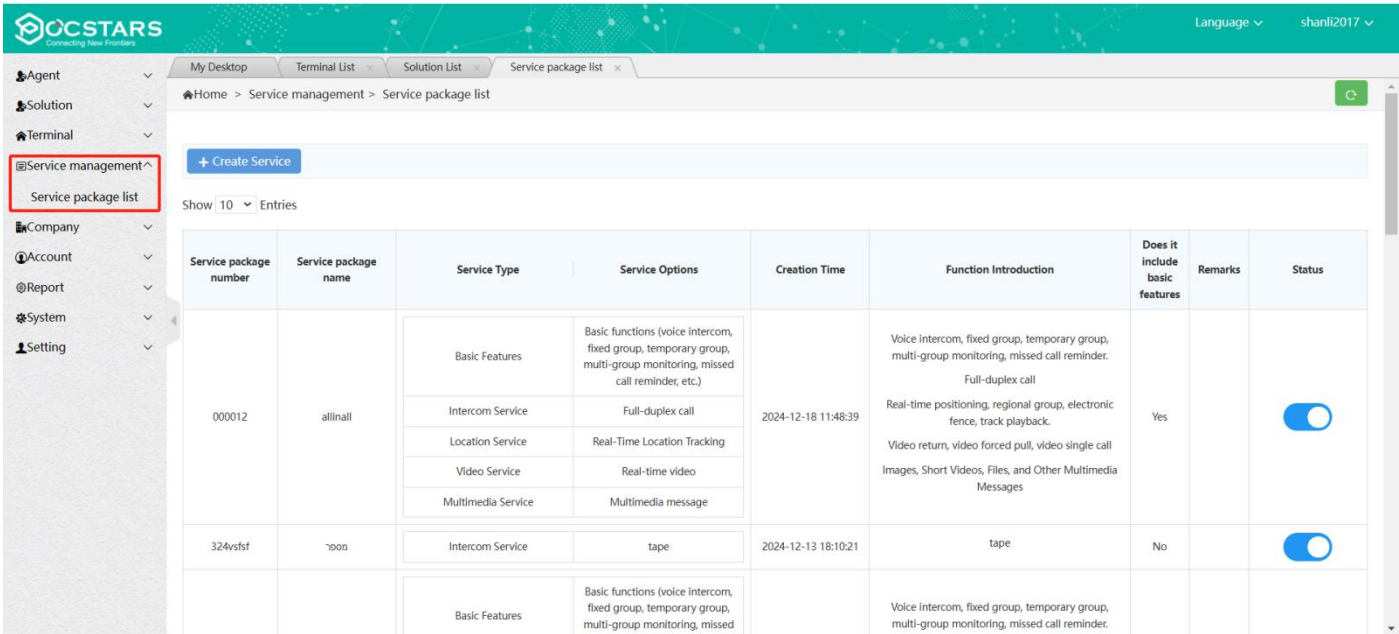 POCSTARS
Connecting New Frontiers
Language
shanli2017
Agent
Solution
Terminal
Service management
Service package list
Company
Account
Report
System
Setting
My Desktop
Terminal List ×
Solution List ×
Service package list ×
Home > Service management > Service package list
+ Create Service
Show 10 Entries
Service package
number
Service package
name
Service Type
Service Options
Creation Time
Function Introduction
Does it
include
basic
features
Remarks
Status
000012
allinall
Basic Features
Basic functions (voice intercom,
fixed group, temporary group,
multi-group monitoring, missed
call reminder, etc.)
Intercom Service
Full-duplex call
Location Service
Real-Time Location Tracking
Video Service
Real-time video
Multimedia Service
Multimedia message
2024-12-18 11:48:39
Voice intercom, fixed group, temporary group,
multi-group monitoring, missed call reminder.
Full-duplex call
Real-time positioning, regional group, electronic
fence, track playback.
Video return, video forced pull, video single call
Images, Short Videos, Files, and Other Multimedia
Messages
Yes
324vsfsf
מספר
Intercom Service
tape
2024-12-13 18:10:21
tape
No
Basic Features
Basic functions (voice intercom,
fixed group, temporary group,
multi-group monitoring, missed
Voice intercom, fixed group, temporary group,
multi-group monitoring, missed call reminder.